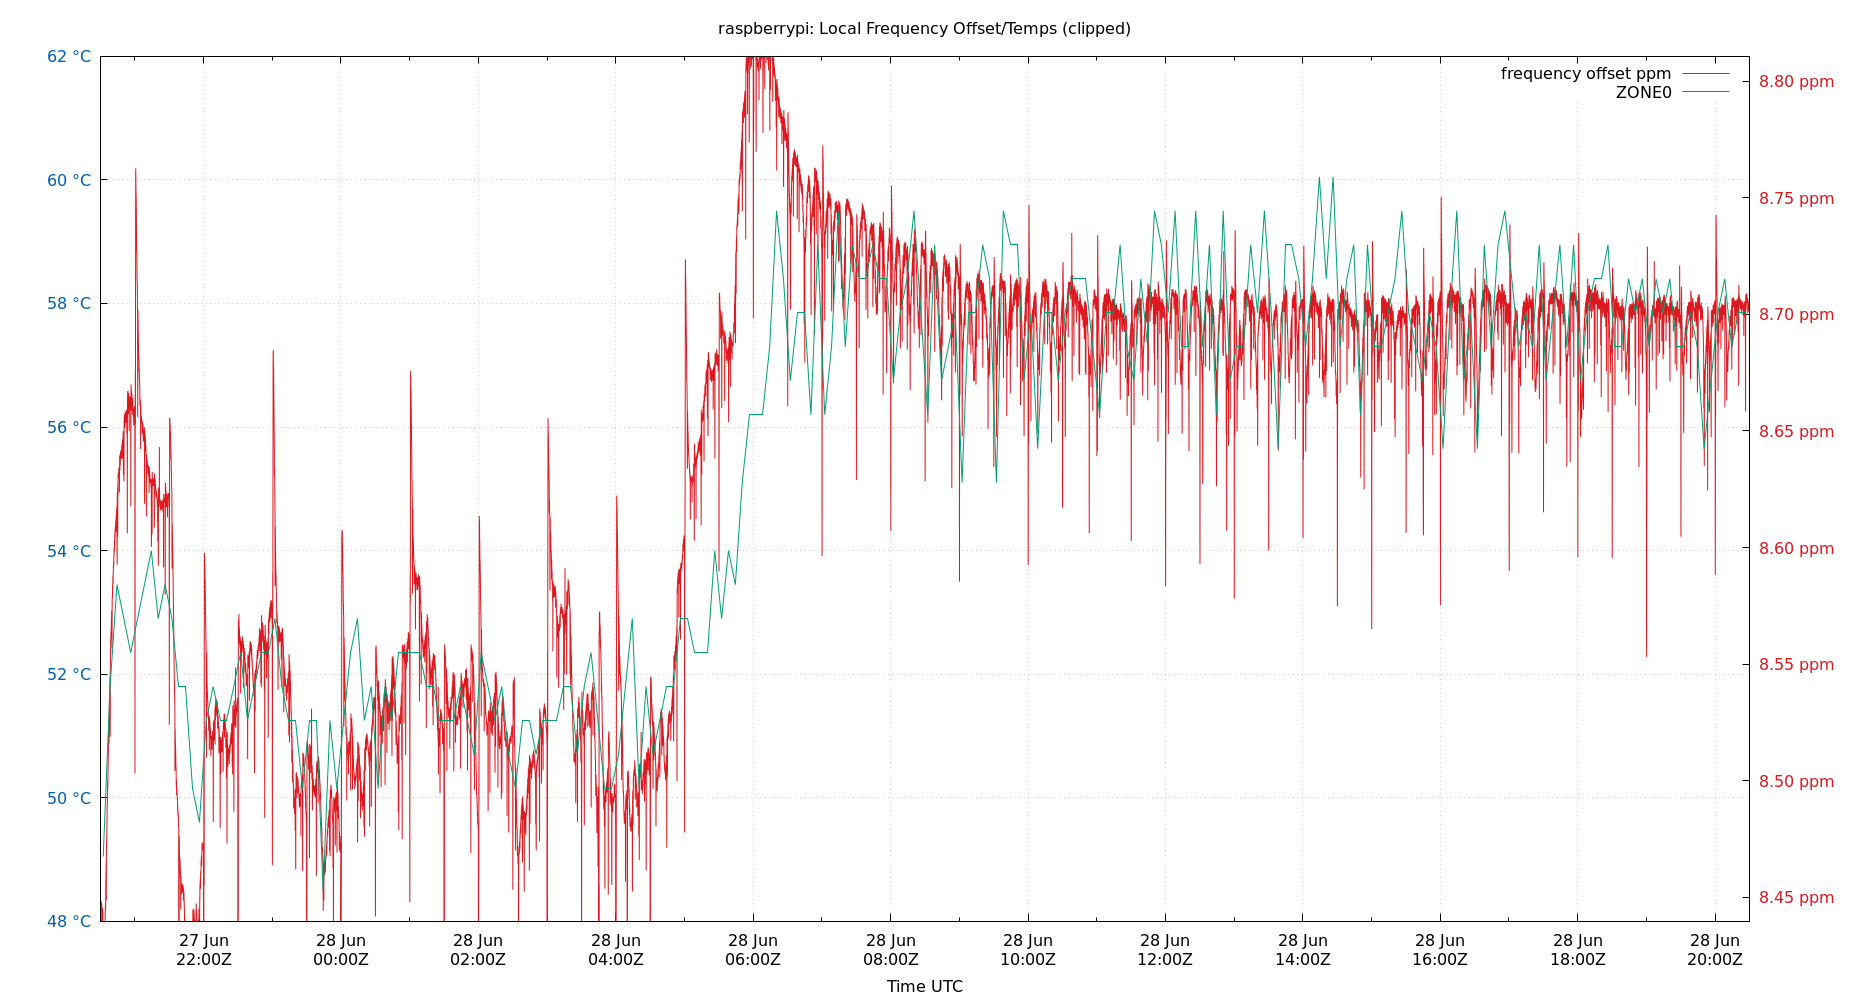 raspberrypi: Local Frequency Offset/Temps (clipped)
62 °C
60 °C
58 °C
56 °C
54 °C
52 °C
50 °C
48 °C
frequency offset ppm
ZONE0
8.80 ppm
8.75 ppm
8.70 ppm
8.65 ppm
8.60 ppm
8.55 ppm
8.50 ppm
8.45 ppm
27 Jun
22:00Z
28 Jun
00:00Z
28 Jun
02:00Z
28 Jun
04:00Z
28 Jun
06:00Z
28 Jun
08:00Z
28 Jun
10:00Z
28 Jun
12:00Z
28 Jun
14:00Z
28 Jun
16:00Z
28 Jun
18:00Z
28 Jun
20:00Z
Time UTC